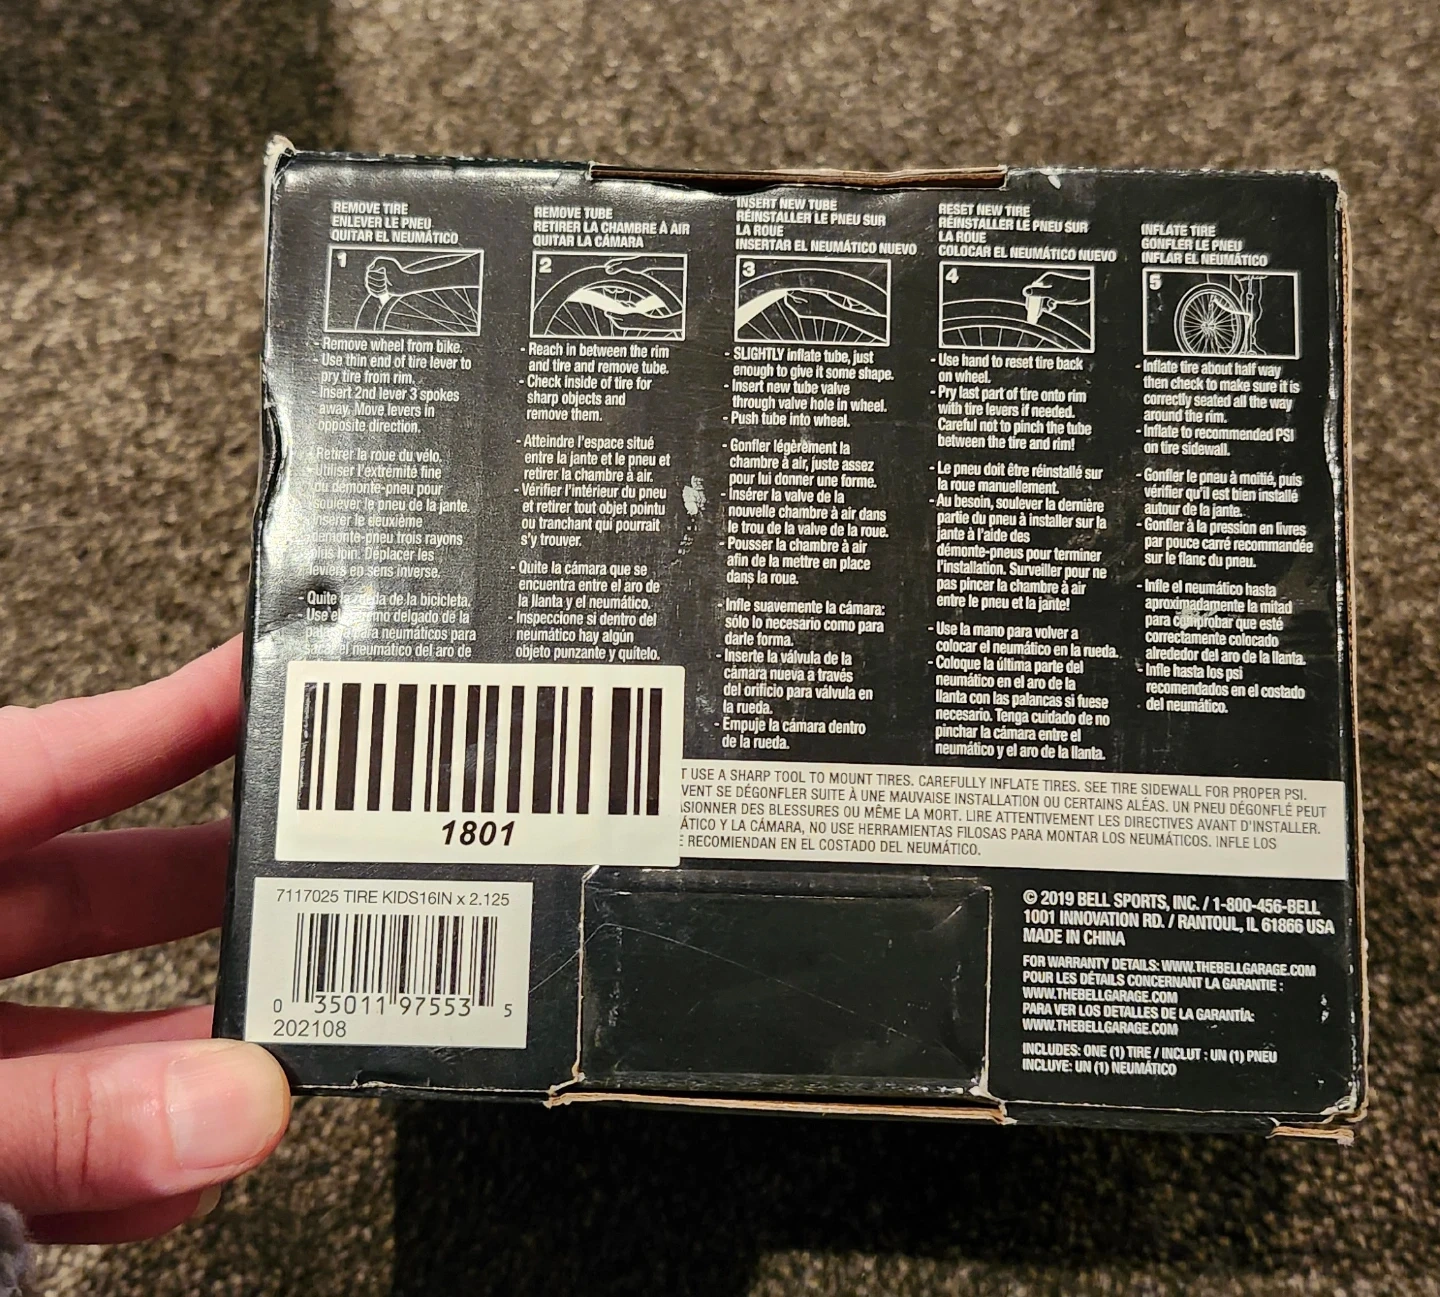 REMOVE TIRE
ENLEVER LE PNEU
QUITAR EL NEUMÁTICO
1
- Remove wheel from bike.
- Use thin end of tire lever to
pry tire from rim.
Insert 2nd lever 3 spokes
away. Move levers in
opposite direction.
- Retirer la roue du vélo.
- Utiliser l'extrémité fine
du démonte-pneu pour
soulever le pneu de la jante.
Insérer le deuxième
démonte-pneu trois rayons
plus loin. Déplacer les
leviers en sens inverse.
- Quite la de la bicicleta.
- Use el delgado de la
para neumáticos para
sacar el neumático del aro de
REMOVE TUBE
RETIRER LA CHAMBRE À AIR
QUITAR LA CÁMARA
2
- Reach in between the rim
and tire and remove tube.
- Check inside of tire for
sharp objects and
remove them.
- Atteindre l'espace situé
entre la jante et le pneu et
retirer la chambre à air.
- Vérifier l'intérieur du pneu
et retirer tout objet pointu
ou tranchant qui pourrait
s'y trouver.
- Quite la cámara que se
encuentra entre el aro de
la llanta y el neumático.
- Inspeccione si dentro del
neumático hay algún
objeto punzante y quítelo.
INSERT NEW TUBE
RÉINSTALLER LE PNEU SUR
LA ROUE
INSERTAR EL NEUMÁTICO NUEVO
3
- SLIGHTLY inflate tube, just
enough to give it some shape.
- Insert new tube valve
through valve hole in wheel.
- Push tube into wheel.
- Gonfler légèrement la
chambre à air, juste assez
pour lui donner une forme.
- Insérer la valve de la
nouvelle chambre à air dans
le trou de la valve de la roue.
- Pousser la chambre à air
afin de la mettre en place
dans la roue.
- Infle suavemente la cámara:
sólo lo necesario como para
darle forma.
- Inserte la válvula de la
cámara nueva a través
del orificio para válvula en
la rueda.
- Empuje la cámara dentro
de la rueda.
RESET NEW TIRE
RÉINSTALLER LE PNEU SUR
LA ROUE
COLOCAR EL NEUMÁTICO NUEVO
4
- Use hand to reset tire back
on wheel.
- Pry last part of tire onto rim
with tire levers if needed.
Careful not to pinch the tube
between the tire and rim!
- Le pneu doit être réinstallé sur
la roue manuellement.
- Au besoin, soulever la dernière
partie du pneu à installer sur la
jante à l'aide des
démonte-pneus pour terminer
l'installation. Surveiller pour ne
pas pincer la chambre à air
entre le pneu et la jante!
- Use la mano para volver a
colocar el neumático en la rueda.
- Coloque la última parte del
neumático en el aro de la
llanta con las palancas si fuese
necesario. Tenga cuidado de no
pinchar la cámara entre el
neumático y el aro de la llanta.
INFLATE TIRE
GONFLER LE PNEU
INFLAR EL NEUMÁTICO
5
- Inflate tire about half way
then check to make sure it is
correctly seated all the way
around the rim.
- Inflate to recommended PSI
on tire sidewall.
- Gonfler le pneu à moitié, puis
vérifier qu'il est bien installé
autour de la jante.
- Gonfler à la pression en livres
par pouce carré recommandée
sur le flanc du pneu.
- Infle el neumático hasta
aproximadamente la mitad
para comprobar que esté
correctamente colocado
alrededor del aro de la llanta.
- Infle hasta los psi
recomendados en el costado
del neumático.
T USE A SHARP TOOL TO MOUNT TIRES. CAREFULLY INFLATE TIRES. SEE TIRE SIDEWALL FOR PROPER PSI.
VENT SE DÉGONFLER SUITE À UNE MAUVAISE INSTALLATION OU CERTAINS ALÉAS. UN PNEU DÉGONFLÉ PEUT
ASIONNER DES BLESSURES OU MÊME LA MORT. LIRE ATTENTIVEMENT LES DIRECTIVES AVANT D'INSTALLER.
ÁTICO Y LA CÁMARA, NO USE HERRAMIENTAS FILOSAS PARA MONTAR LOS NEUMÁTICOS. INFLE LOS
E RECOMIENDAN EN EL COSTADO DEL NEUMÁTICO.
1801
7117025 TIRE KIDS16IN x 2.125
0 35011 97553 5
202108
© 2019 BELL SPORTS, INC. / 1-800-456-BELL
1001 INNOVATION RD. / RANTOUL, IL 61866 USA
MADE IN CHINA
FOR WARRANTY DETAILS: WWW.THEBELLGARAGE.COM
POUR LES DÉTAILS CONCERNANT LA GARANTIE :
WWW.THEBELLGARAGE.COM
PARA VER LOS DETALLES DE LA GARANTÍA:
WWW.THEBELLGARAGE.COM
INCLUDES: ONE (1) TIRE / INCLUT : UN (1) PNEU
INCLUYE: UN (1) NEUMÁTICO